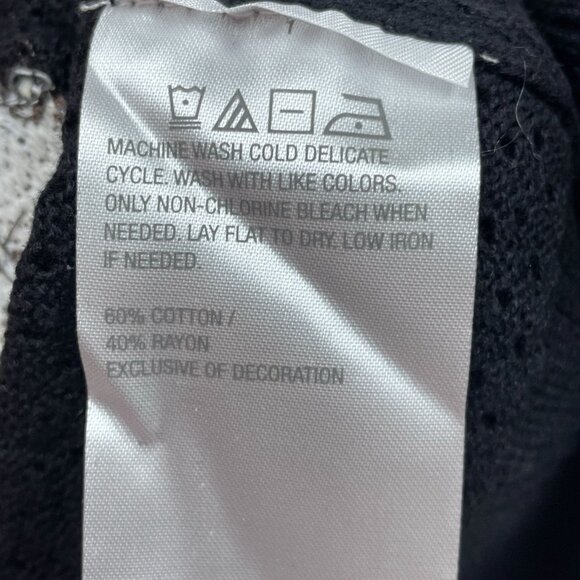 MACHINE WASH COLD DELICATE
CYCLE. WASH WITH LIKE COLORS.
ONLY NON-CHLORINE BLEACH WHEN
NEEDED. LAY FLAT TO DRY. LOW IRON
IF NEEDED.
60% COTTON /
40% RAYON
EXCLUSIVE OF DECORATION